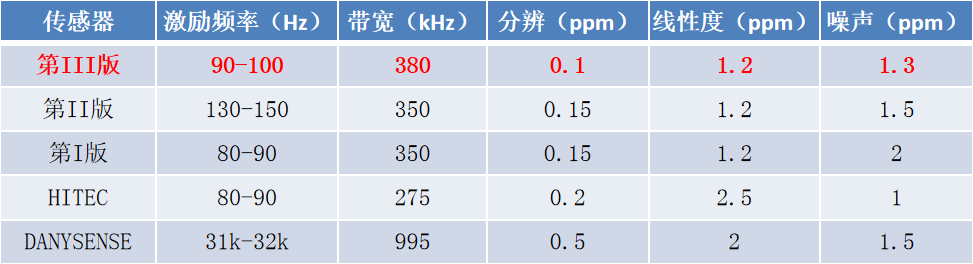 传感器 激励频率（Hz） 带宽（kHz） 分辨（ppm） 线性度（ppm） 噪声（ppm）
第III版 90-100 380 0.1 1.2 1.3
第II版 130-150 350 0.15 1.2 1.5
第I版 80-90 350 0.15 1.2 2
HITEC 80-90 275 0.2 2.5 1
DANYSENSE 31k-32k 995 0.5 2 1.5